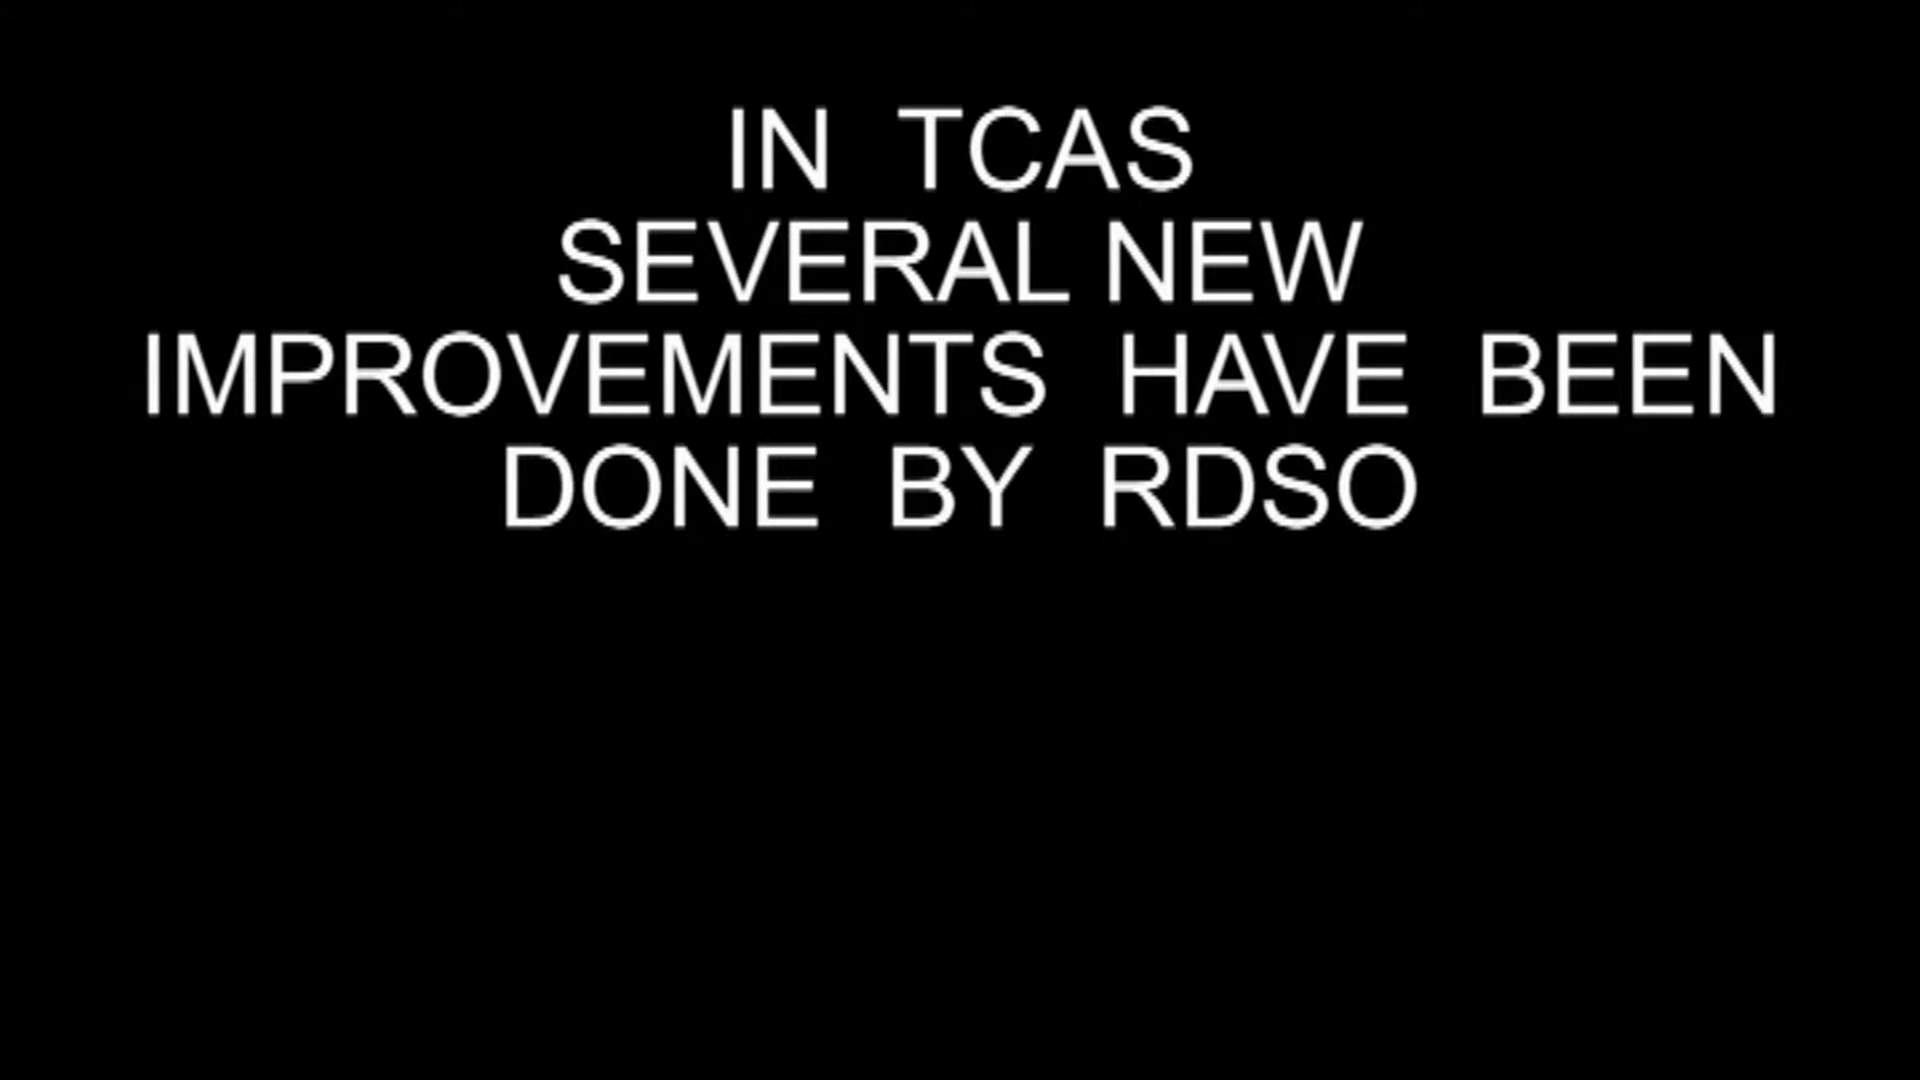 IN TCAS
SEVERAL NEW
IMPROVEMENTS HAVE BEEN
DONE BY RDSO